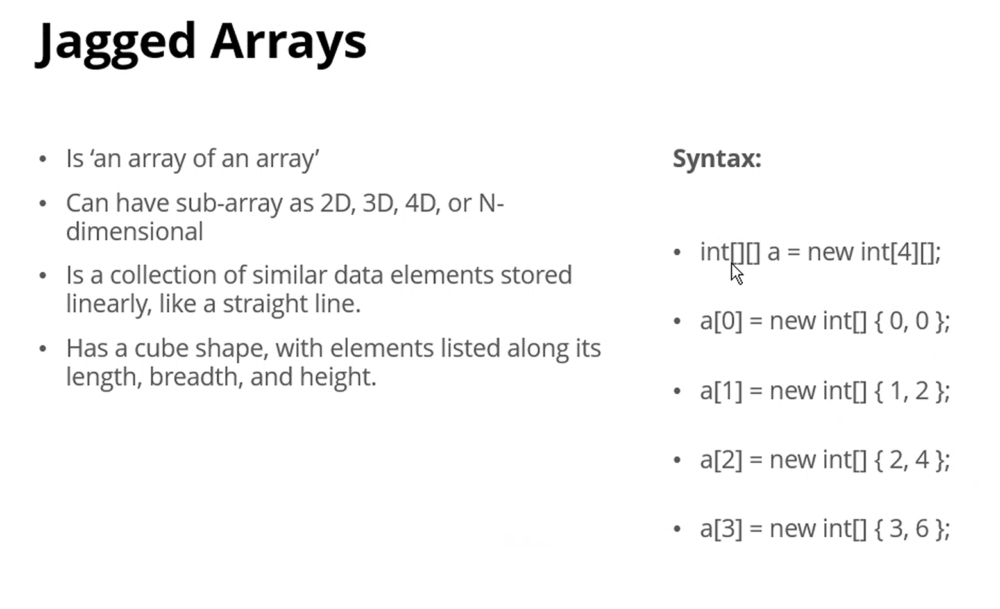 Jagged Arrays
• Is ‘an array of an array’
• Can have sub-array as 2D, 3D, 4D, or N-
dimensional
• Is a collection of similar data elements stored
linearly, like a straight line.
• Has a cube shape, with elements listed along its
length, breadth, and height.
Syntax:
• int[][] a = new int[4][];
• a[0] = new int[] { 0, 0 };
• a[1] = new int[] { 1, 2 };
• a[2] = new int[] { 2, 4 };
• a[3] = new int[] { 3, 6 };